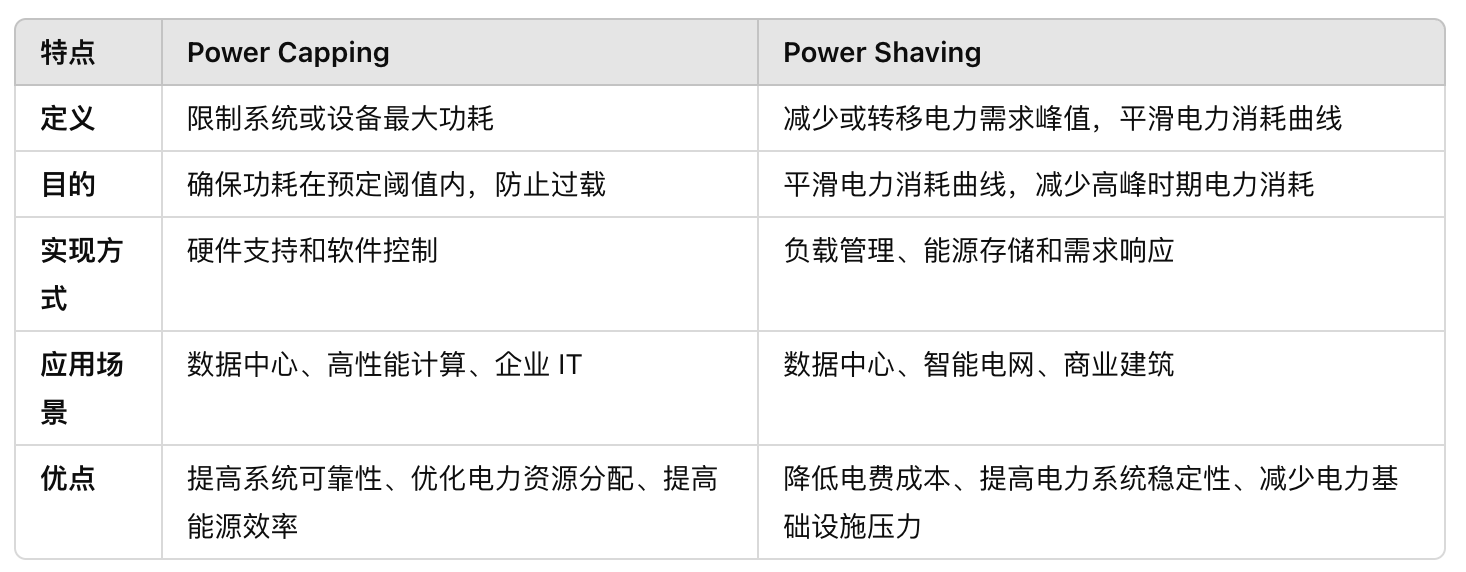 特点 Power Capping Power Shaving
定义 限制系统或设备最大功耗 减少或转移电力需求峰值，平滑电力消耗曲线
目的 确保功耗在预定阈值内，防止过载 平滑电力消耗曲线，减少高峰时期电力消耗
实现方 硬件支持和软件控制 负载管理、能源存储和需求响应
式
应用场 数据中心、高性能计算、企业 IT 数据中心、智能电网、商业建筑
景
优点 提高系统可靠性、优化电力资源分配、提高 降低电费成本、提高电力系统稳定性、减少电力基
能源效率 础设施压力